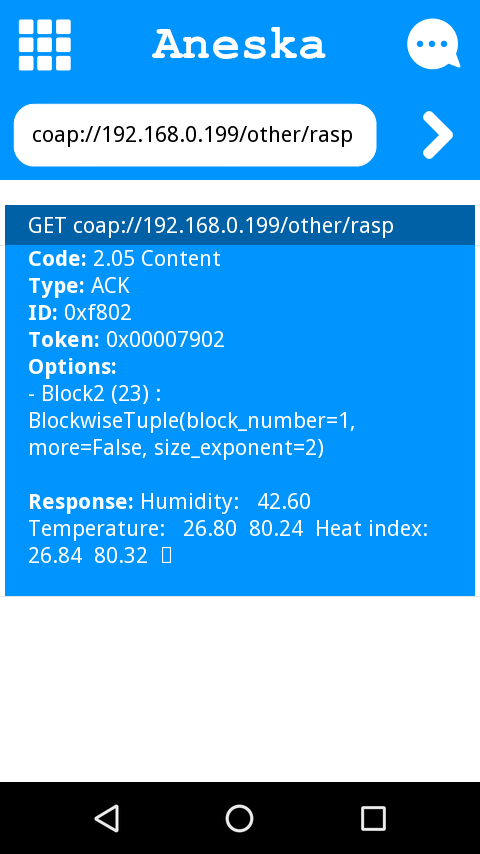 Aneska
coap://192.168.0.199/other/rasp
GET coap://192.168.0.199/other/rasp
Code: 2.05 Content
Type: ACK
ID: 0xf802
Token: 0x00007902
Options:
- Block2 (23) :
BlockwiseTuple(block_number=1,
more=False, size_exponent=2)
Response: Humidity:   42.60
Temperature:   26.80  80.24  Heat index:
26.84  80.32